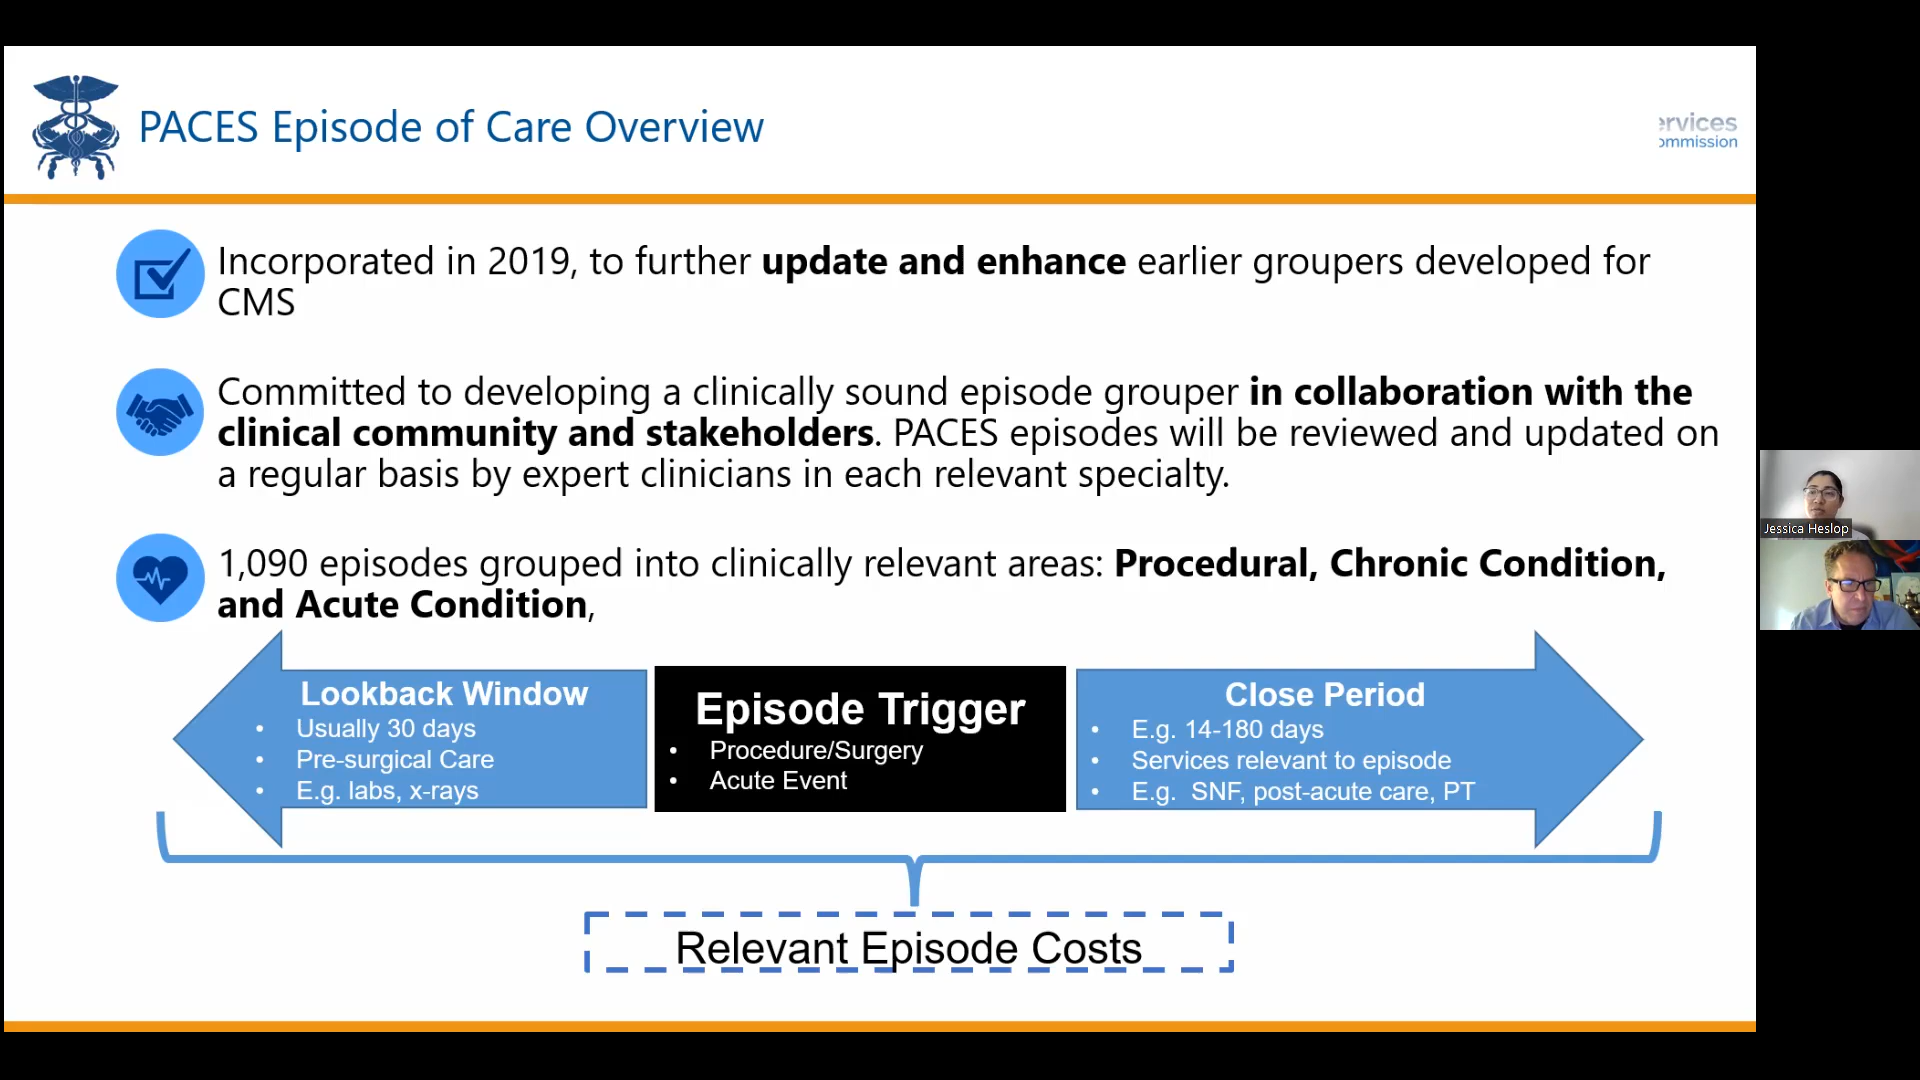 PACES Episode of Care Overview
ervices
ommission
Incorporated in 2019, to further update and enhance earlier groupers developed for
CMS
Committed to developing a clinically sound episode grouper in collaboration with the
clinical community and stakeholders. PACES episodes will be reviewed and updated on
a regular basis by expert clinicians in each relevant specialty.
1,090 episodes grouped into clinically relevant areas: Procedural, Chronic Condition,
and Acute Condition,
Lookback Window
• Usually 30 days
• Pre-surgical Care
• E.g. labs, x-rays
Episode Trigger
• Procedure/Surgery
• Acute Event
Close Period
• E.g. 14-180 days
• Services relevant to episode
• E.g. SNF, post-acute care, PT
Relevant Episode Costs
Jessica Heslop